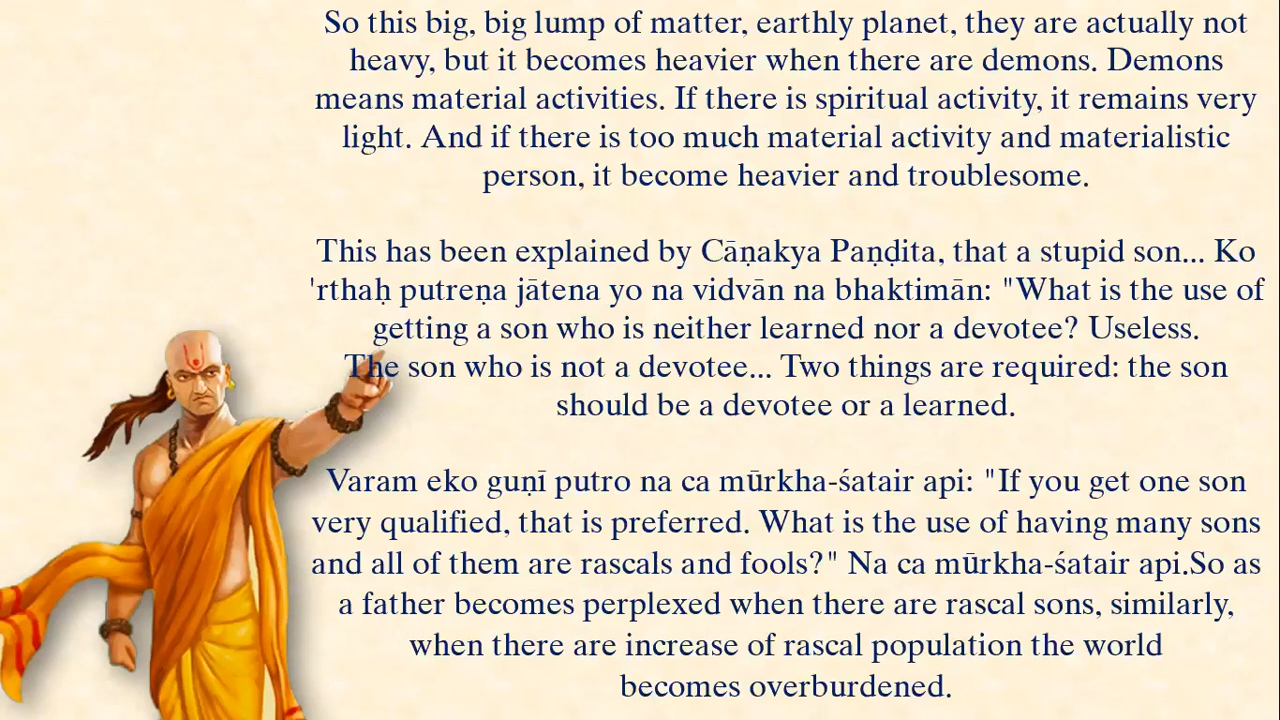 So this big, big lump of matter, earthly planet, they are actually not
heavy, but it becomes heavier when there are demons. Demons
means material activities. If there is spiritual activity, it remains very
light. And if there is too much material activity and materialistic
person, it become heavier and troublesome.
This has been explained by Cāṇakya Paṇḍita, that a stupid son... Ko
'rthaḥ putreṇa jātena yo na vidvān na bhaktimān: "What is the use of
getting a son who is neither learned nor a devotee? Useless.
The son who is not a devotee... Two things are required: the son
should be a devotee or a learned.
Varam eko guṇī putro na ca mūrkha-śatair api: "If you get one son
very qualified, that is preferred. What is the use of having many sons
and all of them are rascals and fools?" Na ca mūrkha-śatair api.So as
a father becomes perplexed when there are rascal sons, similarly,
when there are increase of rascal population the world
becomes overburdened.